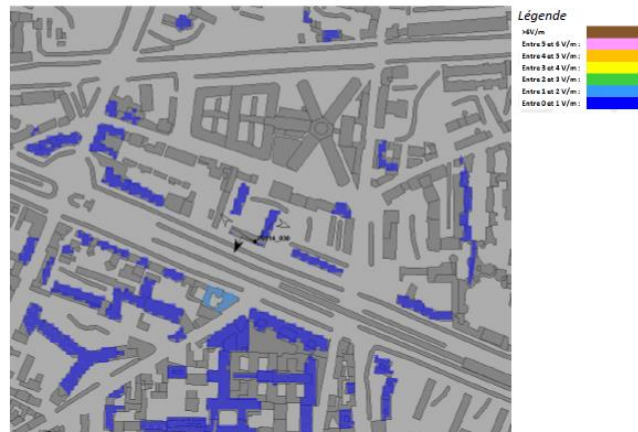 Légende
>6V/m
Entre 5 et 6 V/m :
Entre 4 et 5 V/m :
Entre 3 et 4 V/m :
Entre 2 et 3 V/m :
Entre 1 et 2 V/m :
Entre 0 et 1 V/m :